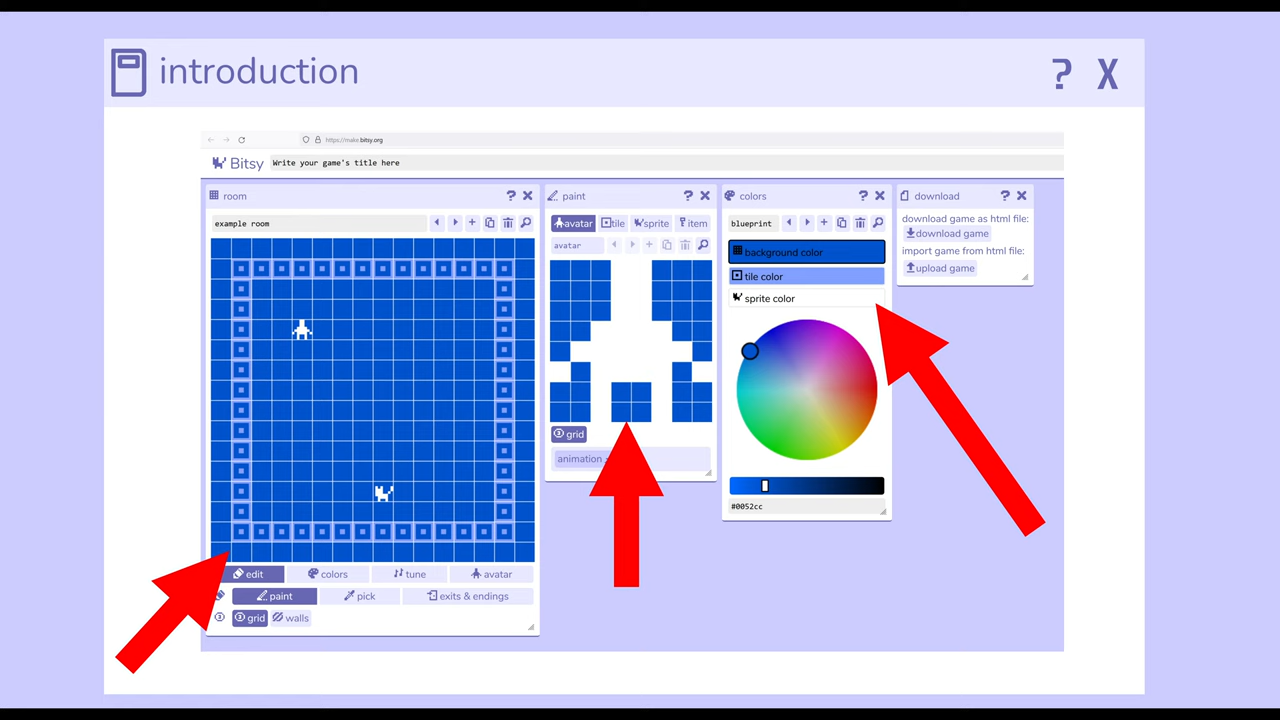 introduction
? X
https://make.bitsy.org
Bitsy Write your game's title here
room ? X
example room
edit colors tune avatar
paint pick exits & endings
grid walls
paint ? X
avatar tile sprite item
avatar
grid
animation
colors ? X
blueprint
background color
tile color
sprite color
#0052cc
download ? X
download game as html file:
download game
import game from html file:
upload game